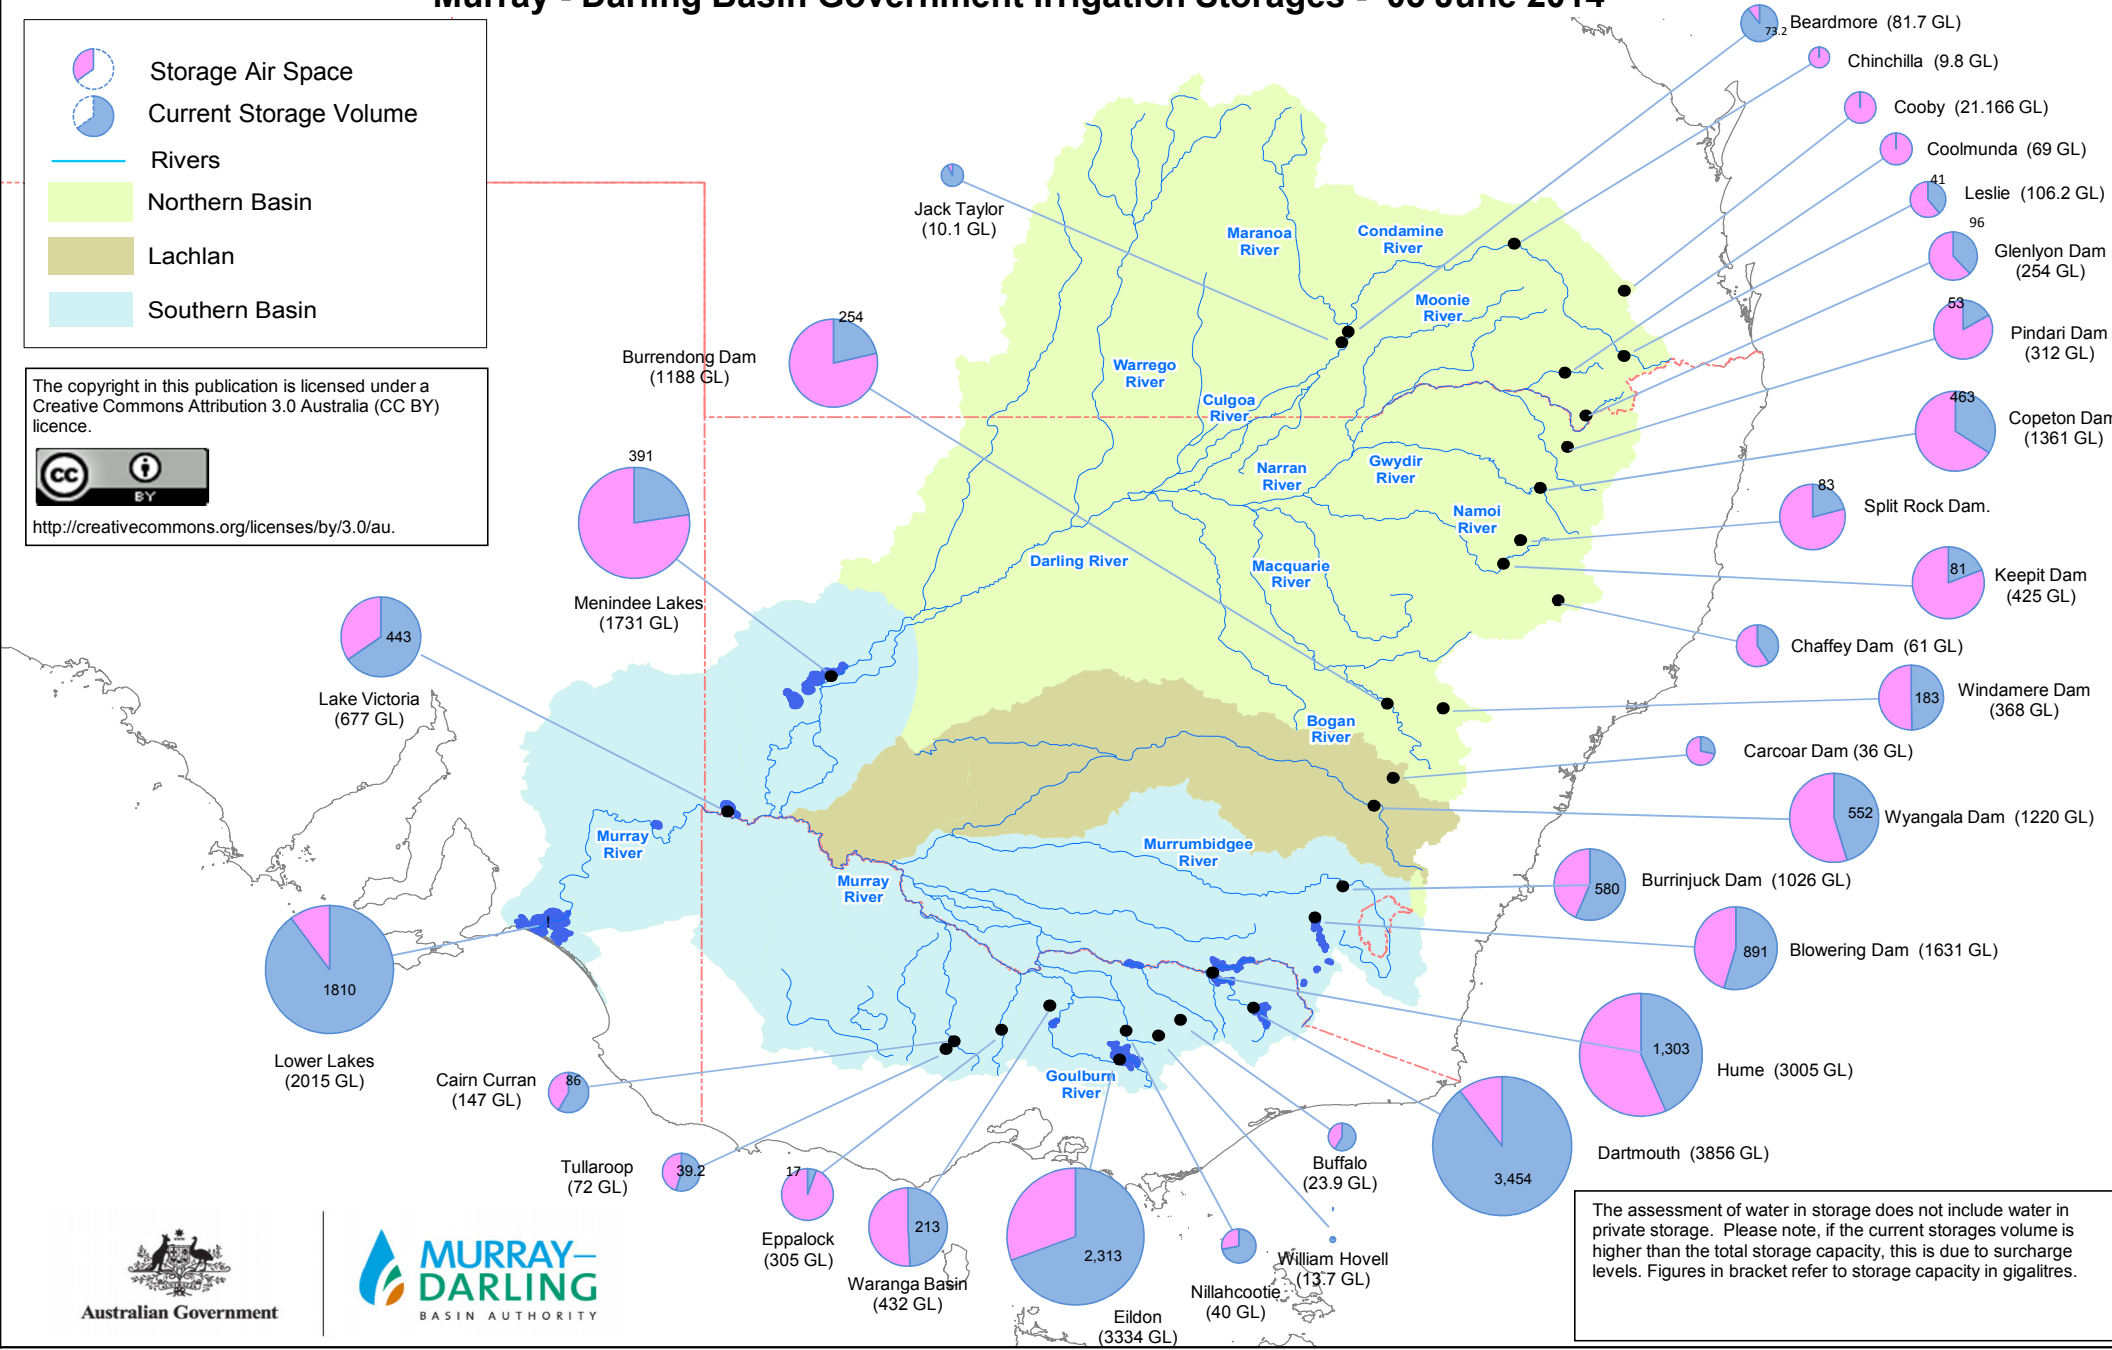 Murray - Darling Basin Government Irrigation Storages - 06 June 2014
Storage Air Space
Current Storage Volume
Rivers
Northern Basin
Lachlan
Southern Basin
The copyright in this publication is licensed under a
Creative Commons Attribution 3.0 Australia (CC BY)
licence.
cc
BY
http://creativecommons.org/licenses/by/3.0/au.
73.2
Beardmore (81.7 GL)
Chinchilla (9.8 GL)
Cooby (21.166 GL)
Coolmunda (69 GL)
41
Leslie (106.2 GL)
96
Glenlyon Dam
(254 GL)
53
Pindari Dam
(312 GL)
463
Copeton Dam
(1361 GL)
83
Split Rock Dam.
81
Keepit Dam
(425 GL)
Chaffey Dam (61 GL)
183
Windamere Dam
(368 GL)
Carcoar Dam (36 GL)
552
Wyangala Dam (1220 GL)
580
Burrinjuck Dam (1026 GL)
891
Blowering Dam (1631 GL)
1,303
Hume (3005 GL)
3,454
Dartmouth (3856 GL)
Jack Taylor
(10.1 GL)
254
Burrendong Dam
(1188 GL)
391
Menindee Lakes
(1731 GL)
443
Lake Victoria
(677 GL)
1810
Lower Lakes
(2015 GL)
86
Cairn Curran
(147 GL)
39.2
Tullaroop
(72 GL)
17
Eppalock
(305 GL)
213
Waranga Basin
(432 GL)
2,313
Eildon
(3334 GL)
Nillahcootie
(40 GL)
William Hovell
(13.7 GL)
Buffalo
(23.9 GL)
Maranoa
River
Condamine
River
Moonie
River
Warrego
River
Culgoa
River
Narran
River
Gwydir
River
Namoi
River
Darling River
Macquarie
River
Bogan
River
Murrumbidgee
River
Murray
River
Murray
River
Goulburn
River
Australian Government
MURRAY–
DARLING
BASIN AUTHORITY
The assessment of water in storage does not include water in
private storage. Please note, if the current storages volume is
higher than the total storage capacity, this is due to surcharge
levels. Figures in bracket refer to storage capacity in gigalitres.